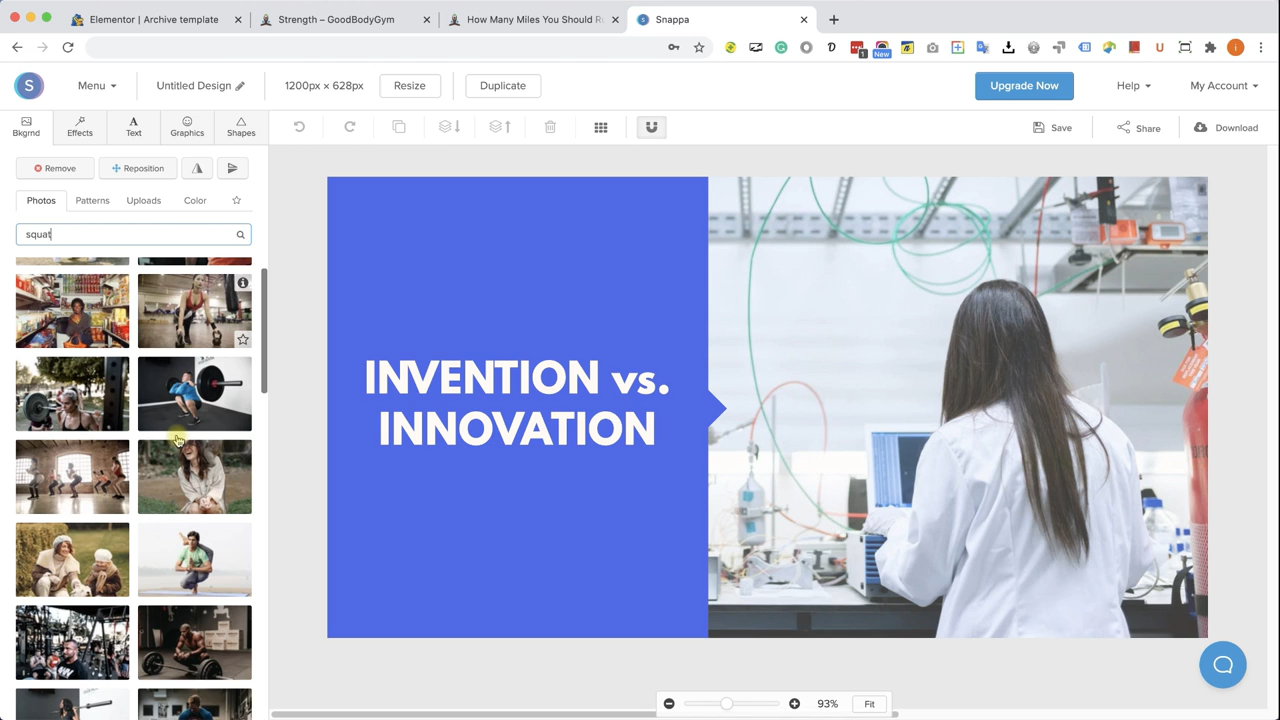 Elementor | Archive template
Strength – GoodBodyGym
How Many Miles You Should R
Snappa
New
1
i
S
Menu
Untitled Design
1200px × 628px
Resize
Duplicate
Upgrade Now
Help
My Account
Bkgrnd
Effects
Text
Graphics
Shapes
Save
Share
Download
Remove
Reposition
Photos
Patterns
Uploads
Color
squat
INVENTION vs.
INNOVATION
93%
Fit